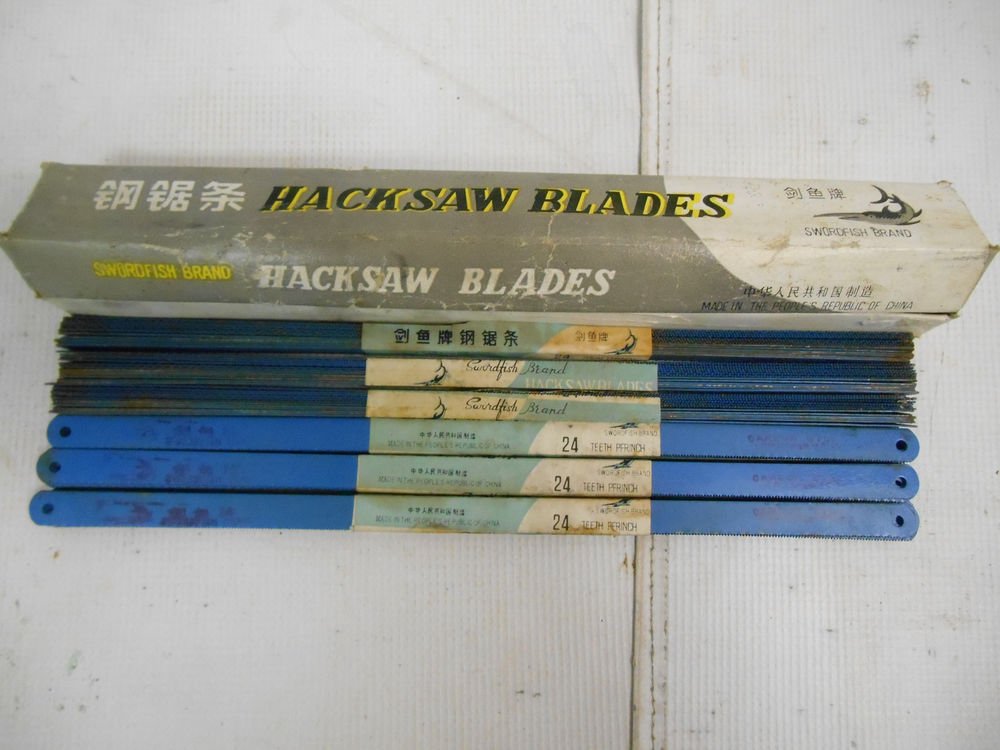 钢锯条 HACKSAW BLADES
剑鱼牌
SWORDFISH BRAND
SWORDFISH BRAND HACKSAW BLADES
中华人民共和国制造
MADE IN THE PEOPLE'S REPUBLIC OF CHINA
剑鱼牌钢锯条 剑鱼牌
Swordfish Brand
HACKSAW BLADES
Swordfish Brand
中华人民共和国制造
MADE IN THE PEOPLE'S REPUBLIC OF CHINA
SWORDFISH BRAND
24 TEETH PERINCH
中华人民共和国制造
MADE IN THE PEOPLE'S REPUBLIC OF CHINA
SWORDFISH BRAND
24 TEETH PERINCH
中华人民共和国制造
MADE IN THE PEOPLE'S REPUBLIC OF CHINA
SWORDFISH BRAND
24 TEETH PERINCH